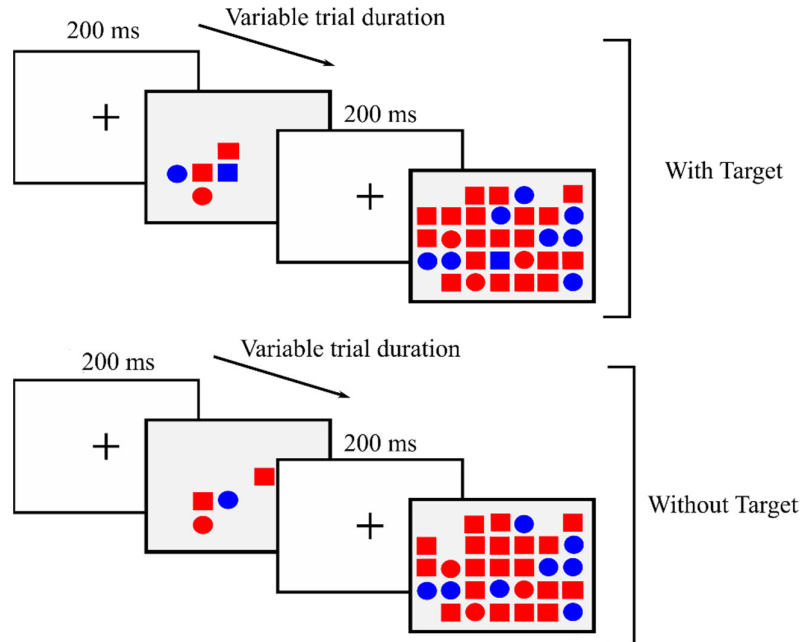 200 ms
Variable trial duration
200 ms
With Target
200 ms
Variable trial duration
200 ms
Without Target